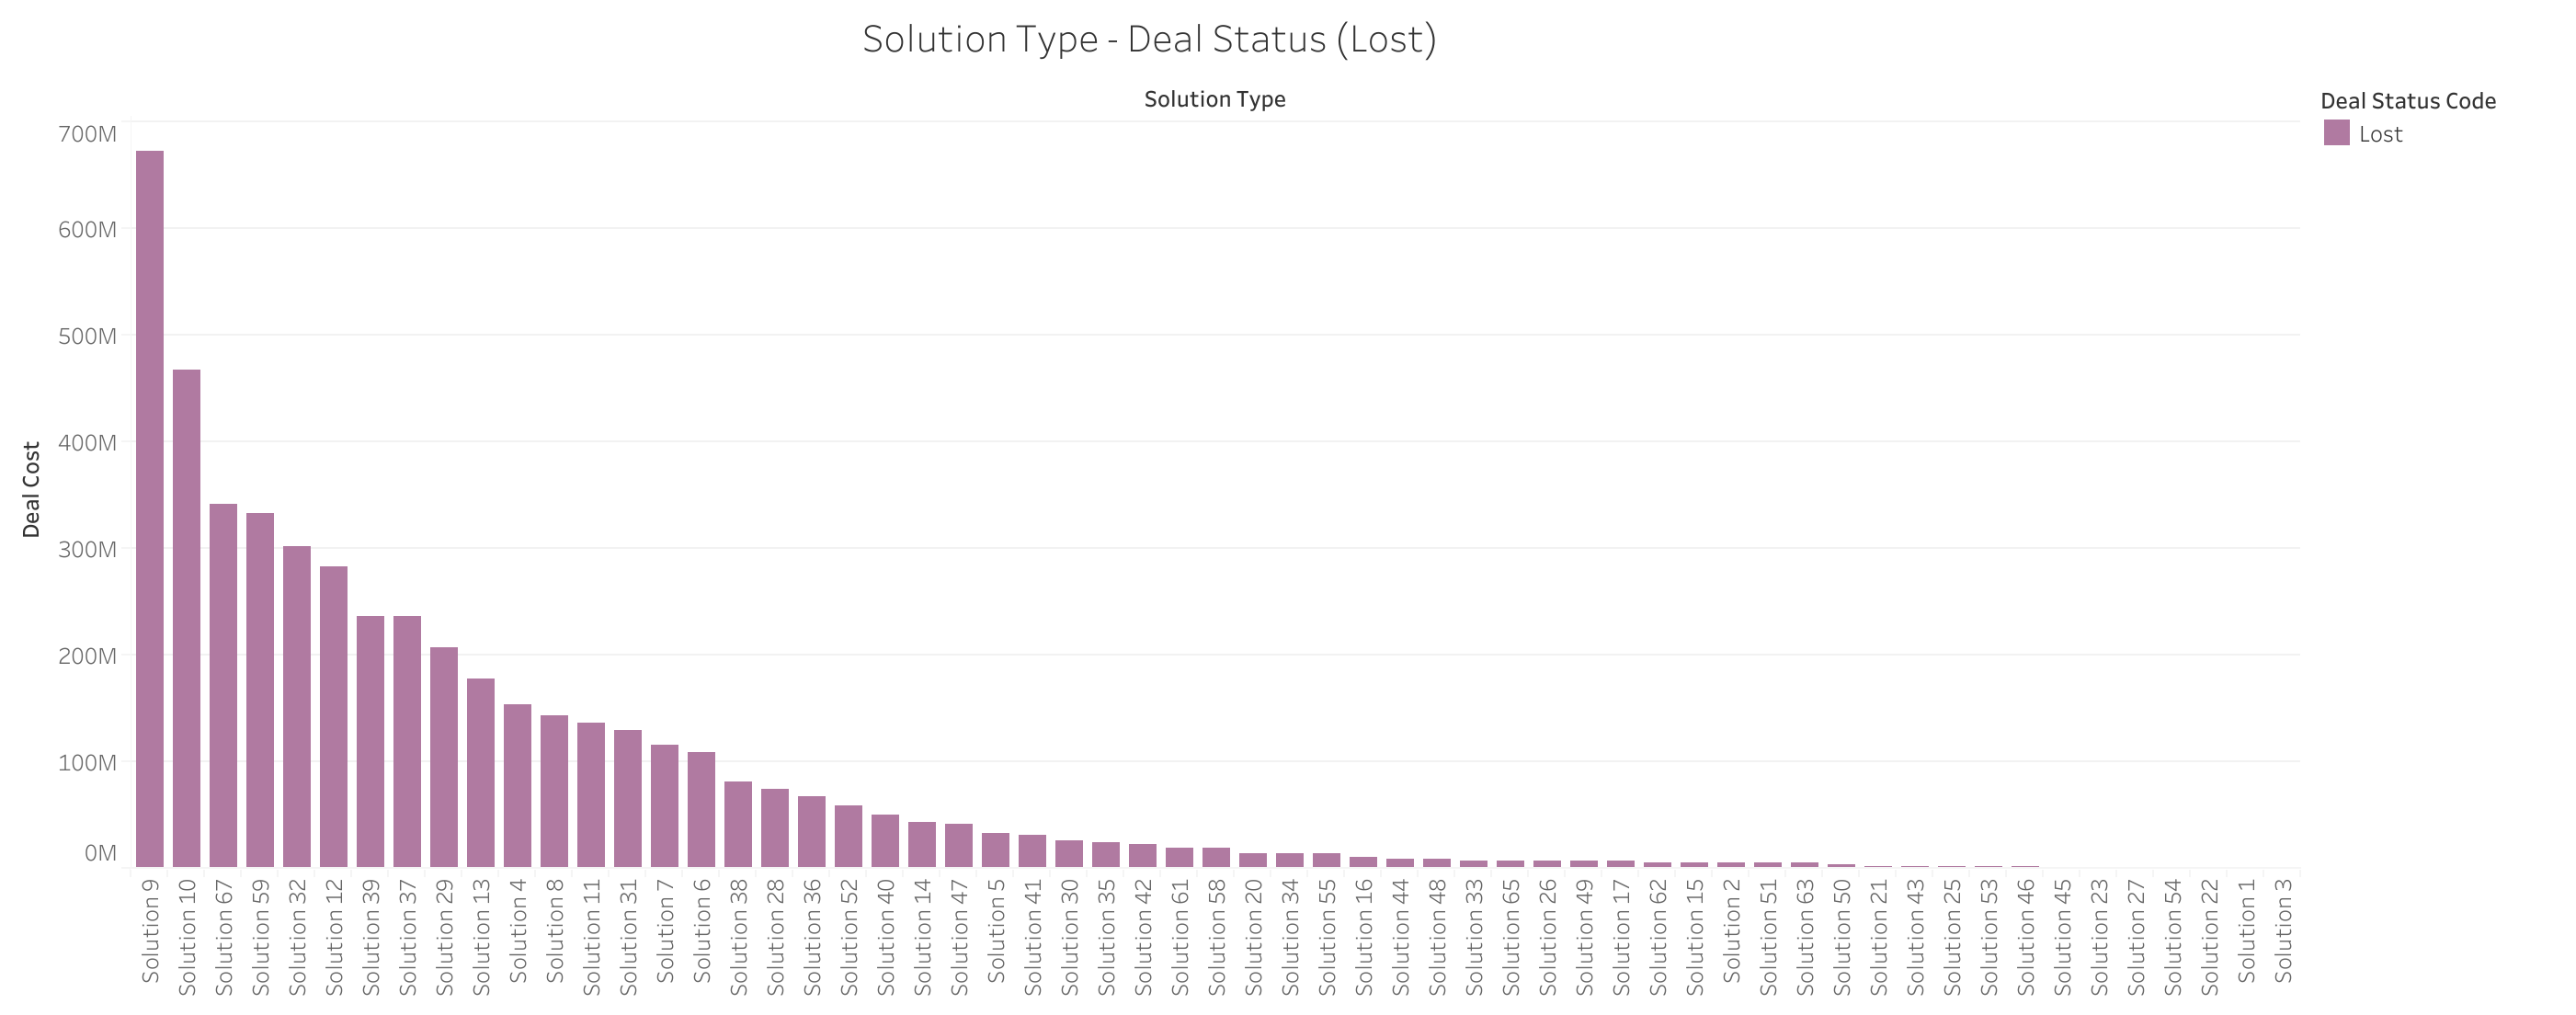 Solution Type - Deal Status (Lost)
Solution Type
Deal Status Code
Lost
700M
600M
500M
400M
300M
200M
100M
0M
Deal Cost
Solution 9
Solution 10
Solution 67
Solution 59
Solution 32
Solution 12
Solution 39
Solution 37
Solution 29
Solution 13
Solution 4
Solution 8
Solution 11
Solution 31
Solution 7
Solution 6
Solution 38
Solution 28
Solution 36
Solution 52
Solution 40
Solution 14
Solution 47
Solution 5
Solution 41
Solution 30
Solution 35
Solution 42
Solution 61
Solution 58
Solution 20
Solution 34
Solution 55
Solution 16
Solution 44
Solution 48
Solution 33
Solution 65
Solution 26
Solution 49
Solution 17
Solution 62
Solution 15
Solution 2
Solution 51
Solution 63
Solution 50
Solution 21
Solution 43
Solution 25
Solution 53
Solution 46
Solution 45
Solution 23
Solution 27
Solution 54
Solution 22
Solution 1
Solution 3